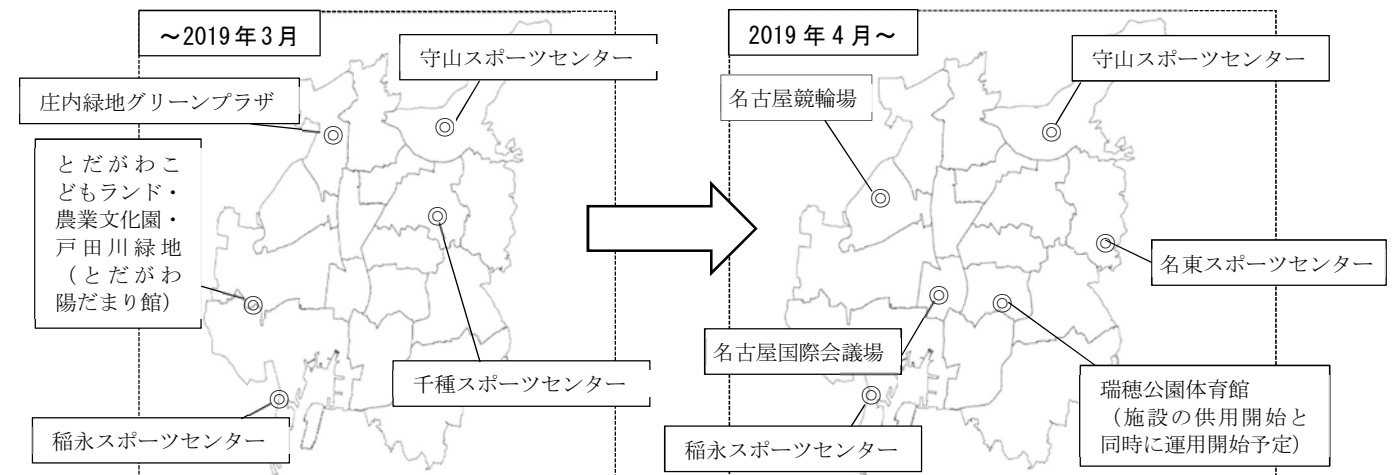 ～2019年3月
守山スポーツセンター
庄内緑地グリーンプラザ
とだがわこ
どもランド・
農業文化園・
戸田川緑地
（とだがわ
陽だまり館）
千種スポーツセンター
稲永スポーツセンター
2019年4月～
守山スポーツセンター
名古屋競輪場
名東スポーツセンター
名古屋国際会議場
瑞穂公園体育館
（施設の供用開始と
同時に運用開始予定）
稲永スポーツセンター